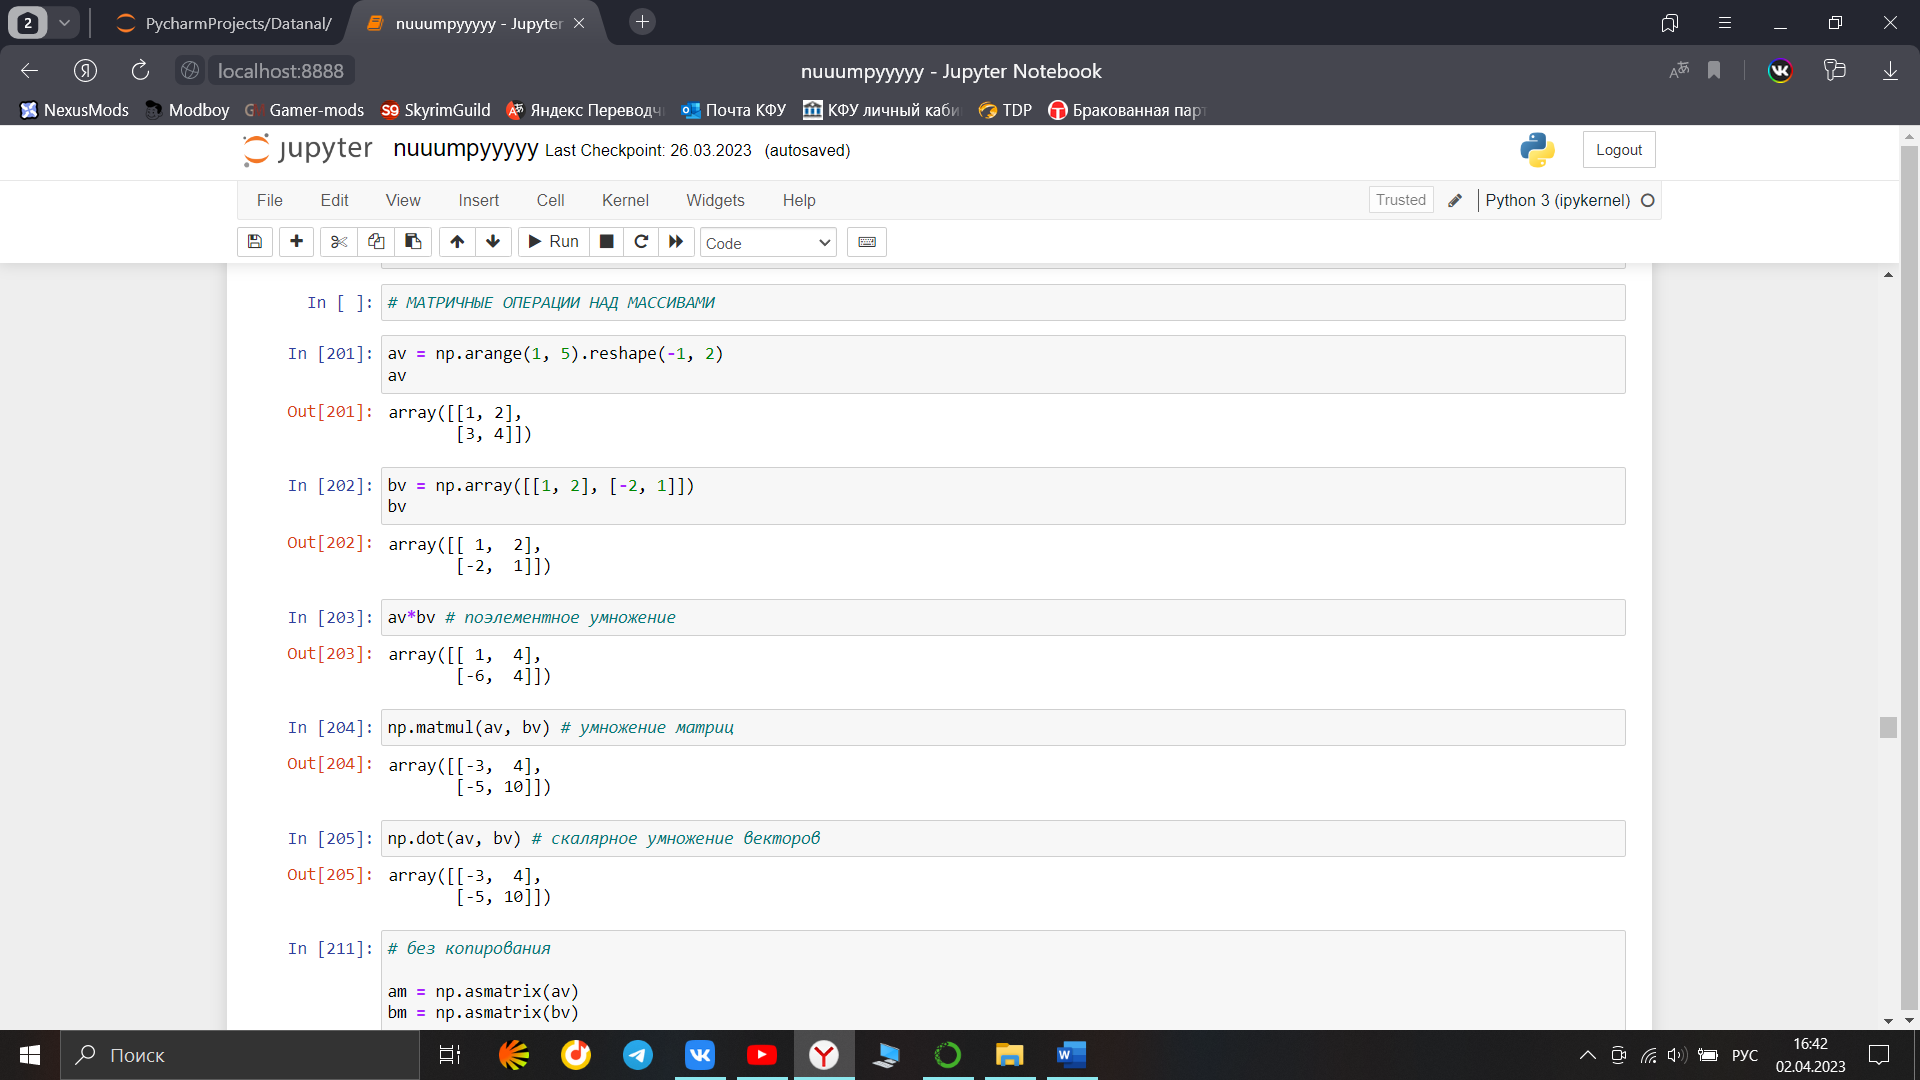 2
PycharmProjects/Datanal/
nuuumpyyyyy - Jupyter
localhost:8888
nuuumpyyyyy - Jupyter Notebook
NexusMods
Modboy
Gamer-mods
SkyrimGuild
Яндекс Переводч
Почта КФУ
КФУ личный каби
TDP
Бракованная парт
jupyter
nuuumpyyyyy Last Checkpoint: 26.03.2023 (autosaved)
Logout
File Edit View Insert Cell Kernel Widgets Help
Trusted
Python 3 (ipykernel)
Run
Code
In [ ]: # МАТРИЧНЫЕ ОПЕРАЦИИ НАД МАССИВАМИ
In [201]: av = np.arange(1, 5).reshape(-1, 2)
av
Out[201]: array([[1, 2],
[3, 4]])
In [202]: bv = np.array([[1, 2], [-2, 1]])
bv
Out[202]: array([[ 1,  2],
[-2,  1]])
In [203]: av*bv # поэлементное умножение
Out[203]: array([[ 1,  4],
[-6,  4]])
In [204]: np.matmul(av, bv) # умножение матриц
Out[204]: array([[-3,  4],
[-5, 10]])
In [205]: np.dot(av, bv) # скалярное умножение векторов
Out[205]: array([[-3,  4],
[-5, 10]])
In [211]: # без копирования
am = np.asmatrix(av)
bm = np.asmatrix(bv)
Поиск
РУС
16:42
02.04.2023